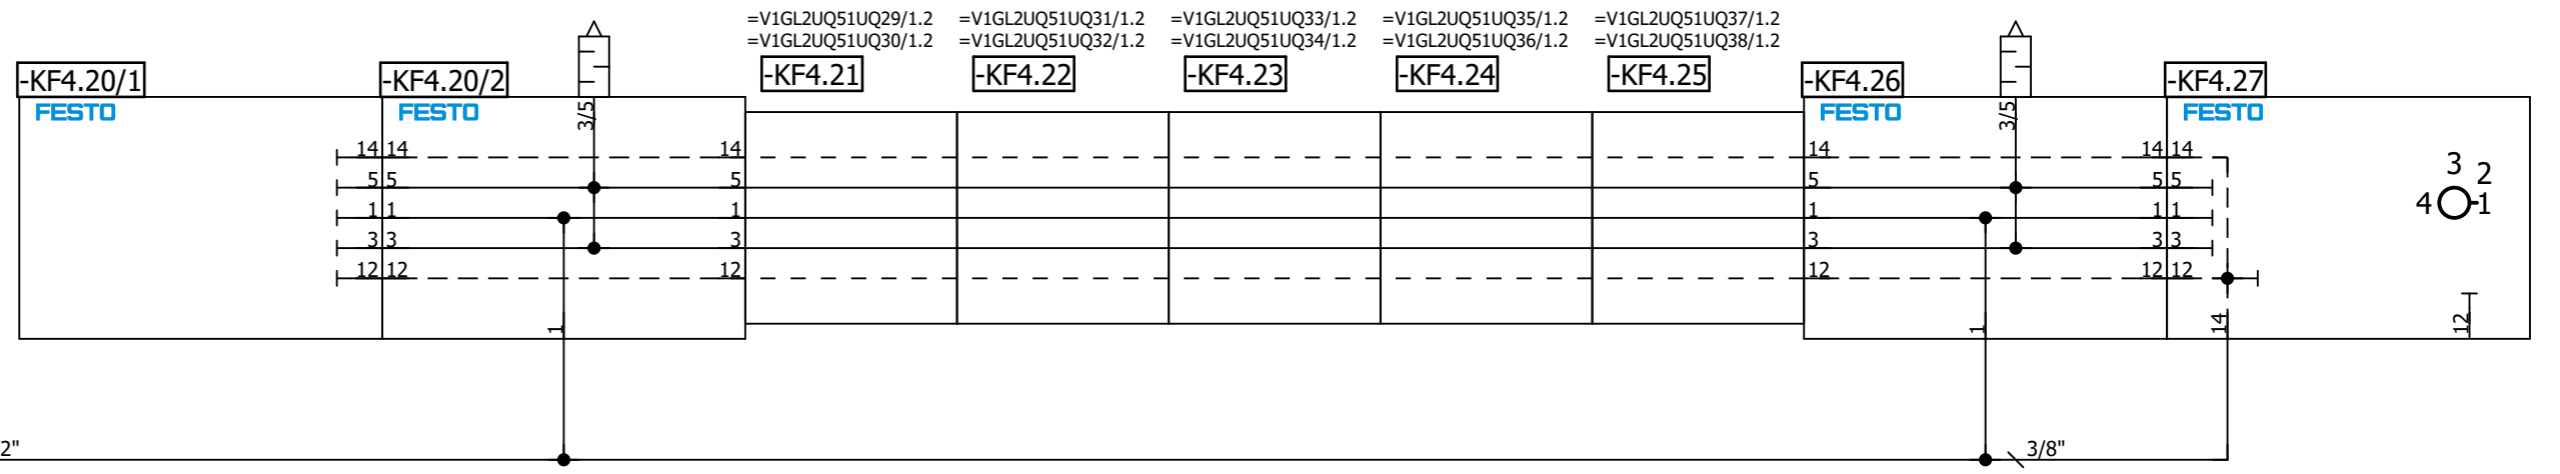 =V1GL2UQ51UQ29/1.2 =V1GL2UQ51UQ31/1.2 =V1GL2UQ51UQ33/1.2 =V1GL2UQ51UQ35/1.2 =V1GL2UQ51UQ37/1.2
=V1GL2UQ51UQ30/1.2 =V1GL2UQ51UQ32/1.2 =V1GL2UQ51UQ34/1.2 =V1GL2UQ51UQ36/1.2 =V1GL2UQ51UQ38/1.2
-KF4.20/1 -KF4.20/2 -KF4.21 -KF4.22 -KF4.23 -KF4.24 -KF4.25 -KF4.26 -KF4.27
FESTO FESTO 3/5 FESTO 3/5 FESTO
14 14 14 14 14 14
5 5 5 5 5 5
1 1 1 1 1 1
3 3 3 3 3 3
12 12 12 12 12 12
3 2
4 1
1 1 14 12
2" 3/8"